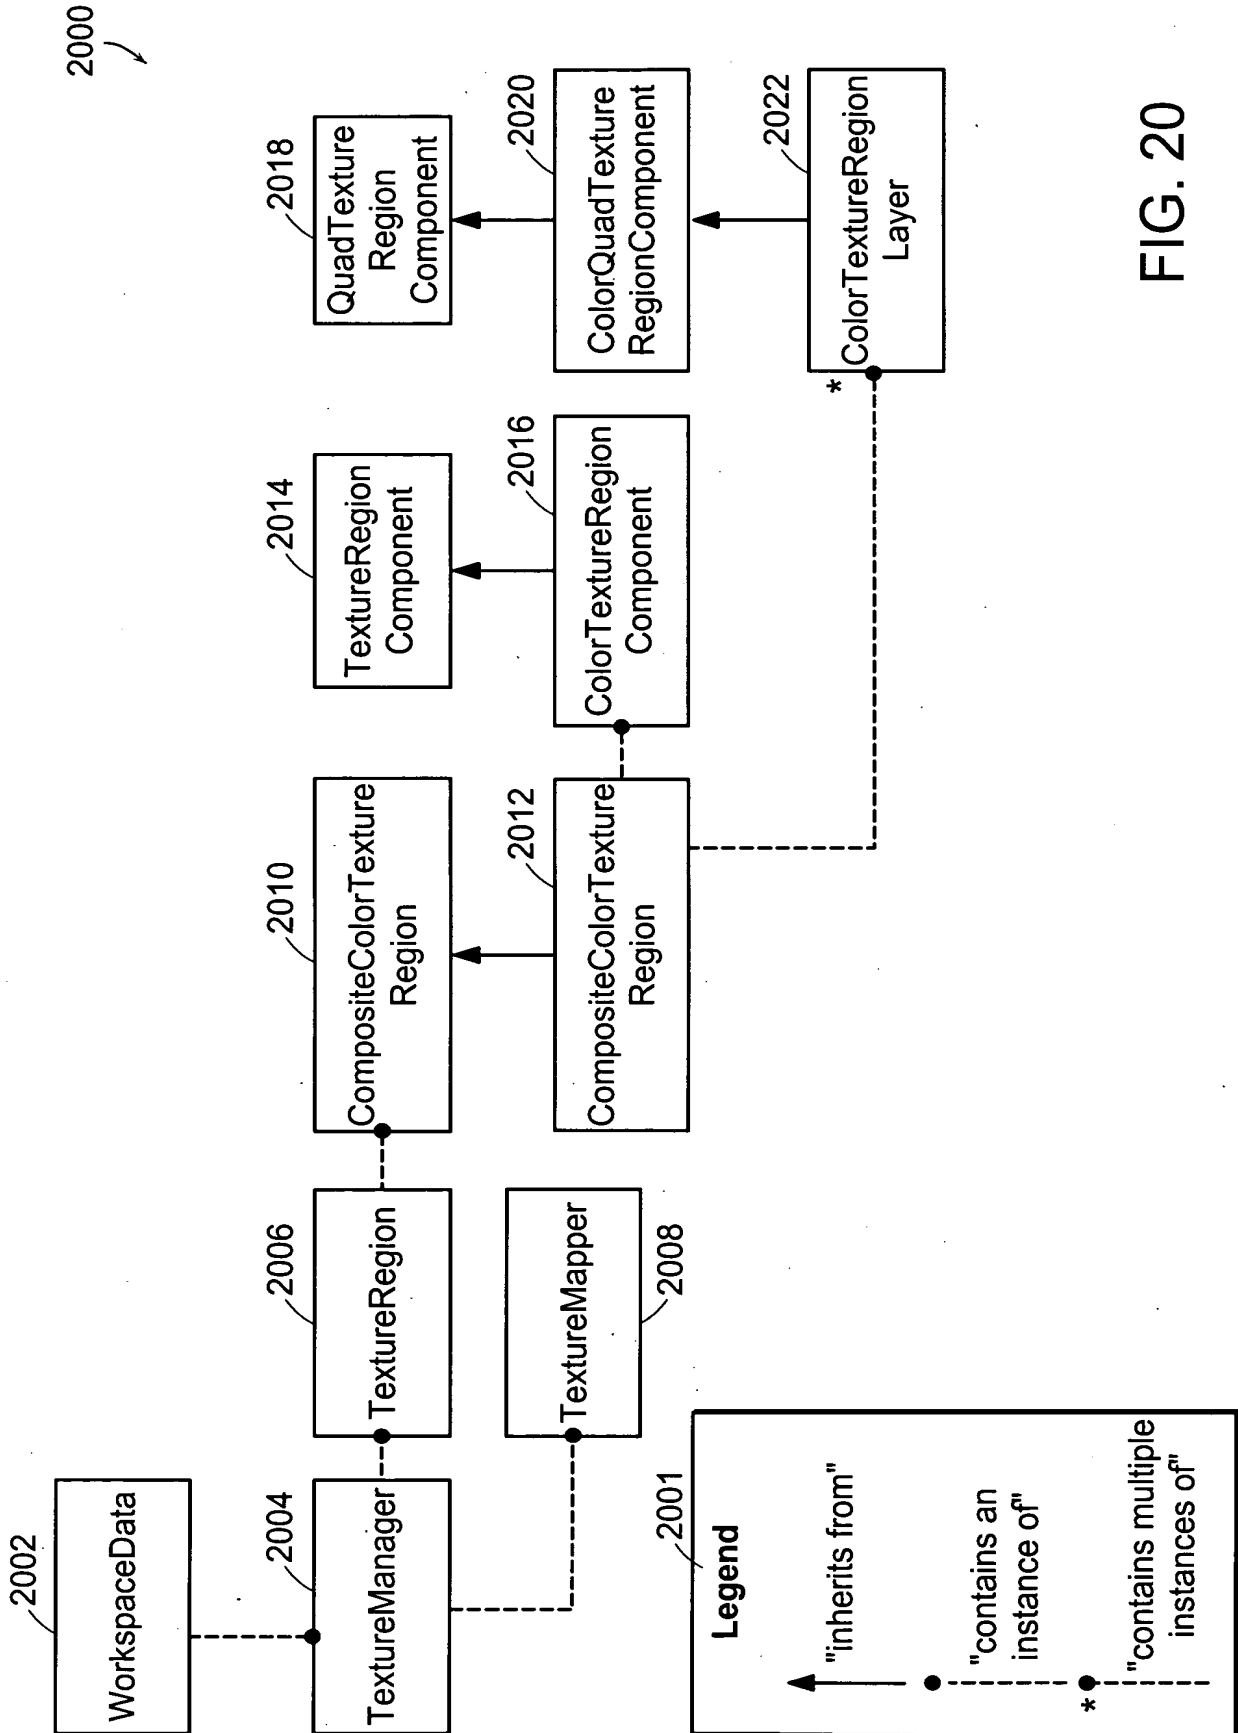 2000
2002
WorkspaceData
2004
TextureManager
2006
TextureRegion
2008
TextureMapper
2010
CompositeColorTexture
Region
2012
CompositeColorTexture
Region
2014
TextureRegion
Component
2016
ColorTextureRegion
Component
2018
QuadTexture
Region
Component
2020
ColorQuadTexture
RegionComponent
2022
*
ColorTextureRegion
Layer
2001
Legend
"inherits from"
"contains an
instance of"
*
"contains multiple
instances of"
FIG. 20